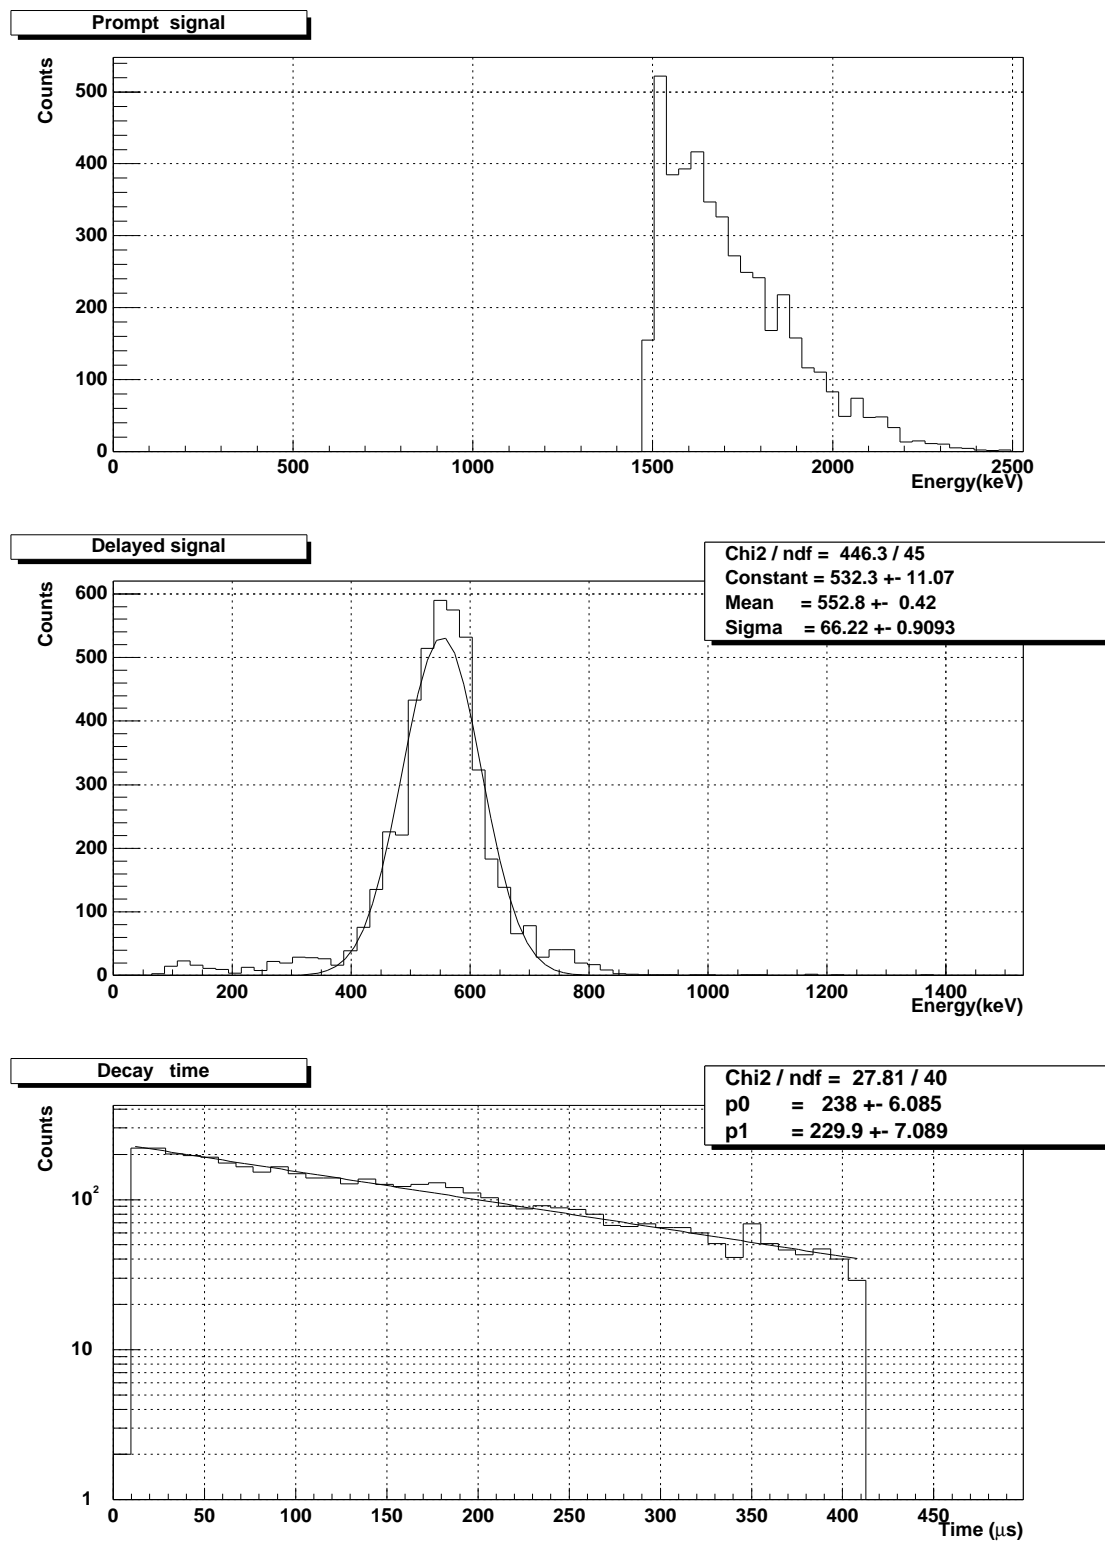 Prompt signal
Counts
500
400
300
200
100
0
0 500 1000 1500 2000 2500
Energy(keV)
Delayed signal
Chi2 / ndf = 446.3 / 45
Constant = 532.3 +- 11.07
Mean = 552.8 +- 0.42
Sigma = 66.22 +- 0.9093
Counts
600
500
400
300
200
100
0
0 200 400 600 800 1000 1200 1400
Energy(keV)
Decay time
Chi2 / ndf = 27.81 / 40
p0 = 238 +- 6.085
p1 = 229.9 +- 7.089
Counts
10²
10
1
0 50 100 150 200 250 300 350 400 450
Time (μs)